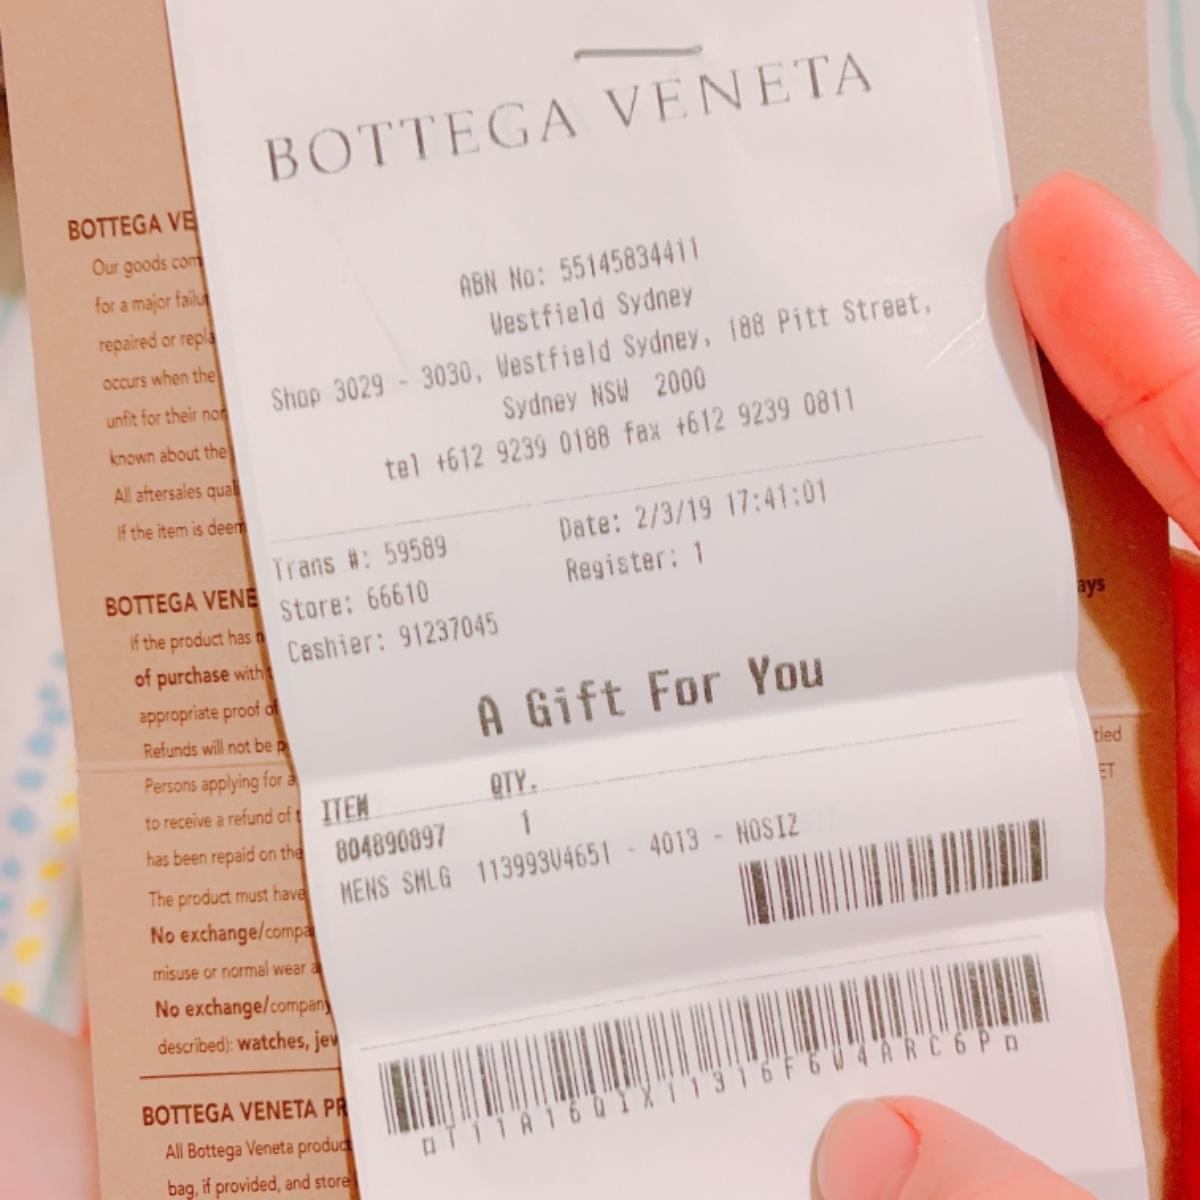 BOTTEGA VENETA
ABN No: 55145834411
Westfield Sydney
Shop 3029 - 3030, Westfield Sydney, 188 Pitt Street,
Sydney NSW 2000
tel +612 9239 0188 fax +612 9239 0811
Trans #: 59589 Date: 2/3/19 17:41:01
Store: 66610 Register: 1
Cashier: 91237045
A Gift For You
ITEM QTY.
804890897 1
MENS SMLG 113993V4651 - 4013 - NOSIZ
T11A16QIX11316F6W4ARC6P
BOTTEGA VE
Our goods com
for a major failu
repaired or repla
occurs when the
unfit for their nor
known about the
All aftersales quali
If the item is deem
BOTTEGA VENE
If the product has n
of purchase with
appropriate proof of
Refunds will not be p
Persons applying for a
to receive a refund of t
has been repaid on the
The product must have
No exchange/compa
misuse or normal wear a
No exchange/company
described): watches, jew
BOTTEGA VENETA PR
All Bottega Veneta product
bag, if provided, and store
ays
tied
ET